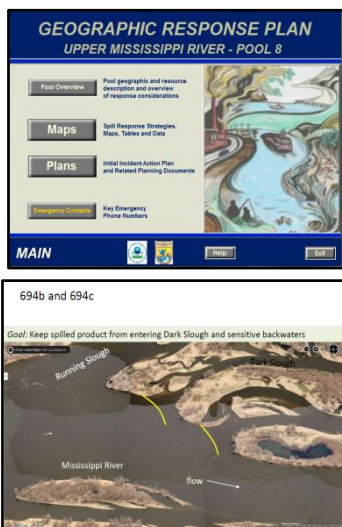 GEOGRAPHIC RESPONSE PLAN
UPPER MISSISSIPPI RIVER - POOL 8
Pool Overview
Pool geographic and resource
description and overview
of response considerations
Maps
Spill Response Strategies,
Maps, Tables and Data
Plans
Initial Incident Action Plan
and Related Planning Documents
Emergency Contacts
Key Emergency
Phone Numbers
MAIN
Help
Exit
694b and 694c
Goal: Keep spilled product from entering Dark Slough and sensitive backwaters
Running Slough
Dark Slough
Mississippi River
flow